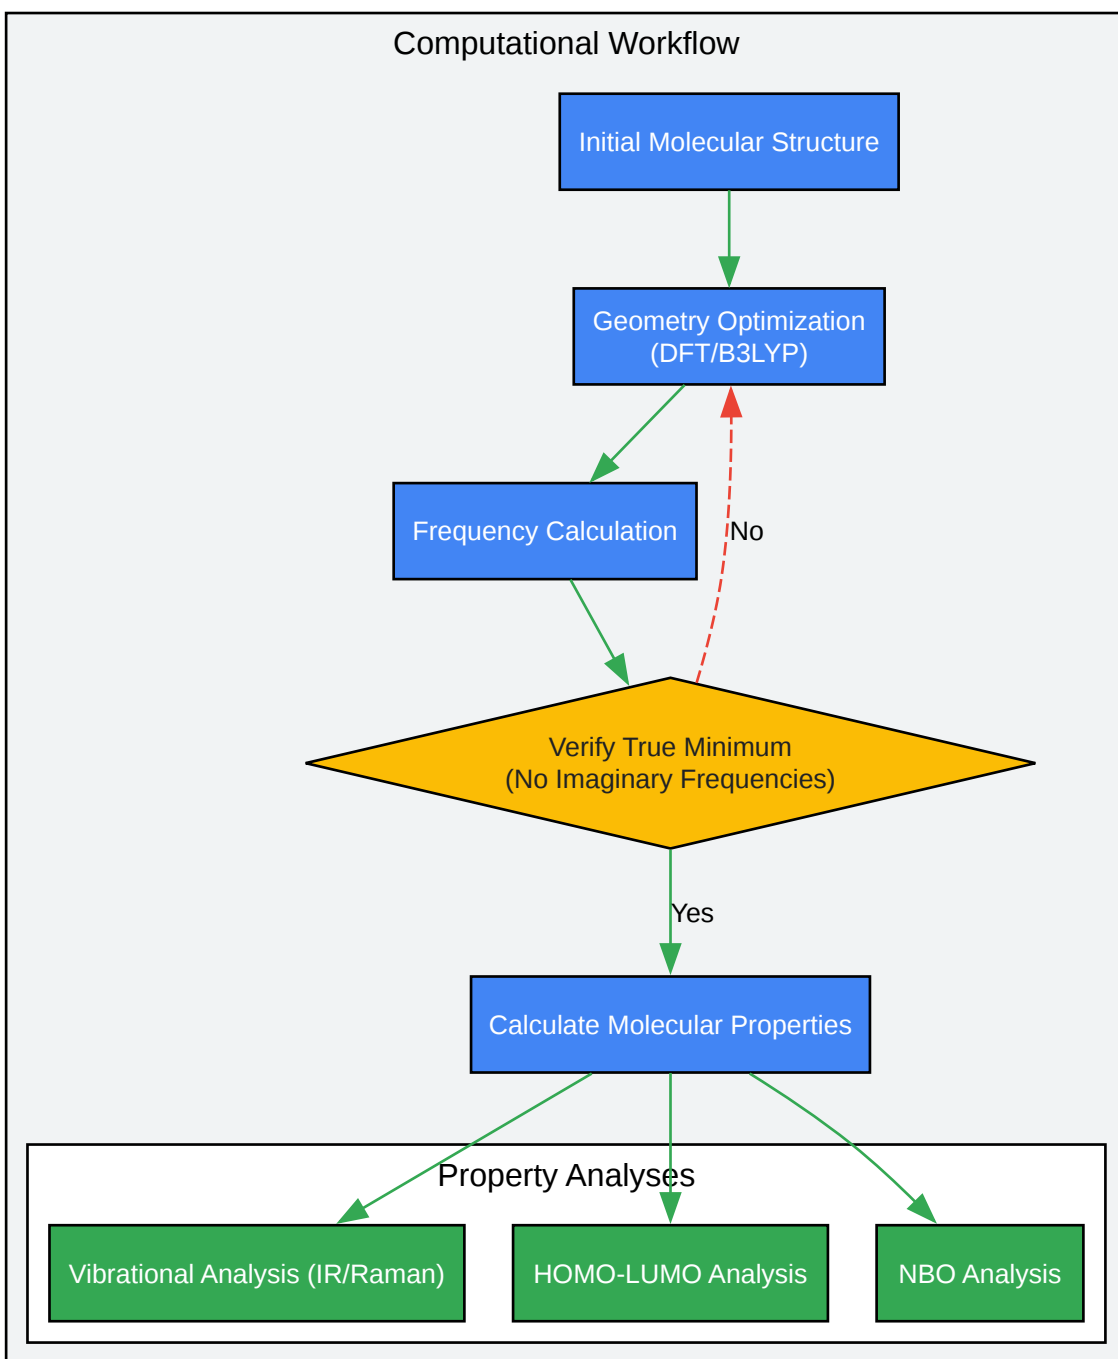 Computational Workflow
Initial Molecular Structure
Geometry Optimization
(DFT/B3LYP)
Frequency Calculation
No
Verify True Minimum
(No Imaginary Frequencies)
Yes
Calculate Molecular Properties
Property Analyses
Vibrational Analysis (IR/Raman)
HOMO-LUMO Analysis
NBO Analysis